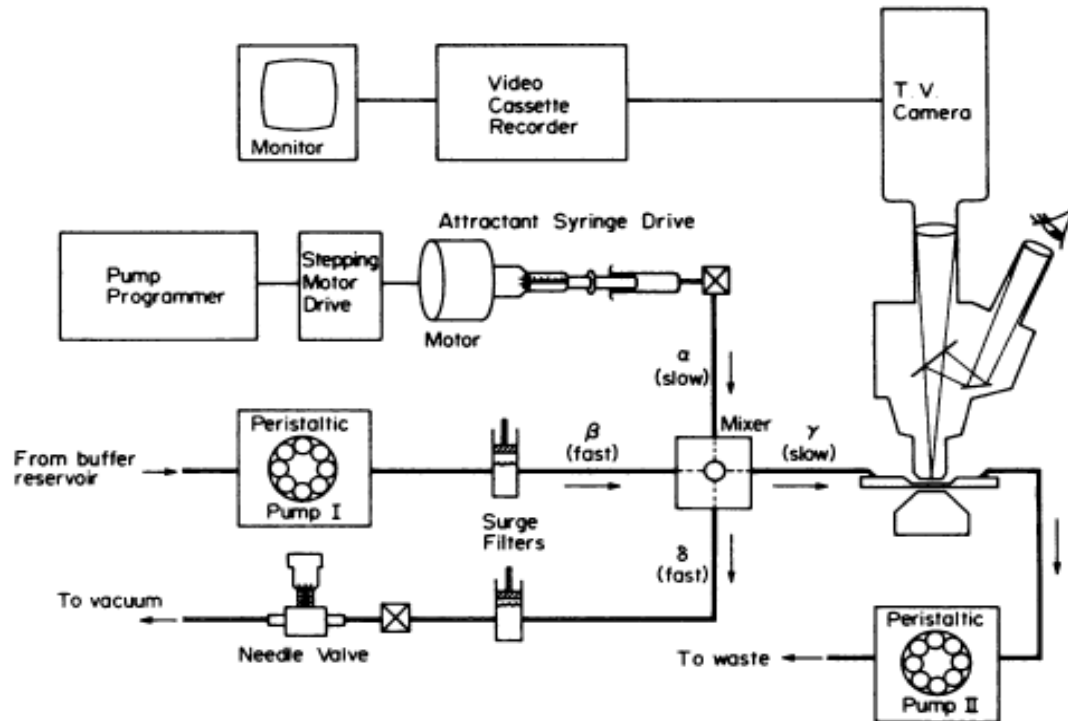 Monitor
Video
Cassette
Recorder
T. V.
Camera
Attractant Syringe Drive
Pump
Programmer
Stepping
Motor
Drive
Motor
α
(slow)
Mixer
From buffer
reservoir
Peristaltic
Pump I
β
(fast)
γ
(slow)
Surge
Filters
δ
(fast)
To vacuum
Needle Valve
To waste
Peristaltic
Pump II